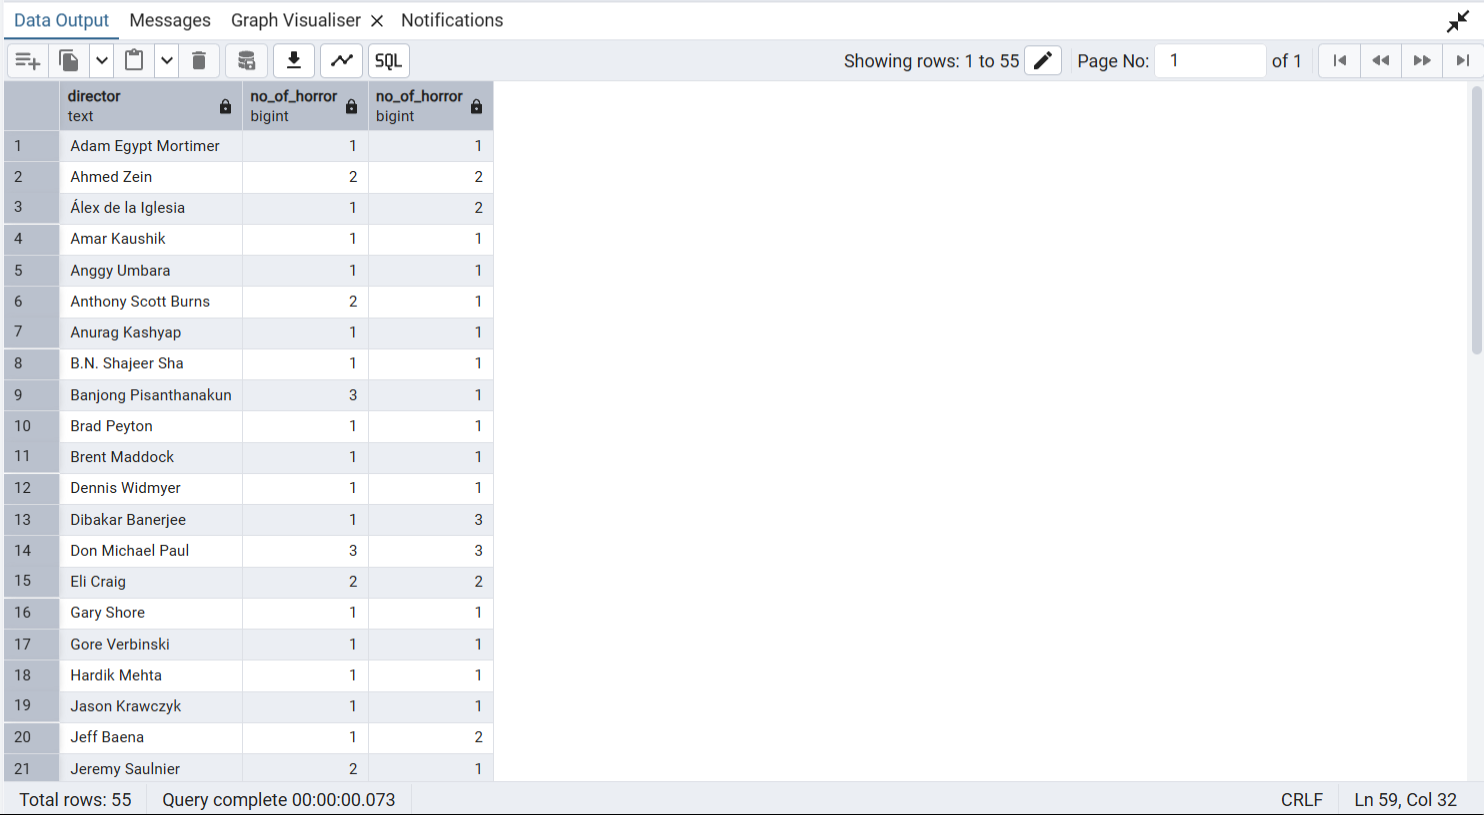 Data Output Messages Graph Visualiser Notifications
SQL Showing rows: 1 to 55 Page No: 1 of 1
director no_of_horror no_of_horror
text bigint bigint
1 Adam Egypt Mortimer 1 1
2 Ahmed Zein 2 2
3 Álex de la Iglesia 1 2
4 Amar Kaushik 1 1
5 Anggy Umbara 1 1
6 Anthony Scott Burns 2 1
7 Anurag Kashyap 1 1
8 B.N. Shajeer Sha 1 1
9 Banjong Pisanthanakun 3 1
10 Brad Peyton 1 1
11 Brent Maddock 1 1
12 Dennis Widmyer 1 1
13 Dibakar Banerjee 1 3
14 Don Michael Paul 3 3
15 Eli Craig 2 2
16 Gary Shore 1 1
17 Gore Verbinski 1 1
18 Hardik Mehta 1 1
19 Jason Krawczyk 1 1
20 Jeff Baena 1 2
21 Jeremy Saulnier 2 1
Total rows: 55 Query complete 00:00:00.073 CRLF Ln 59, Col 32